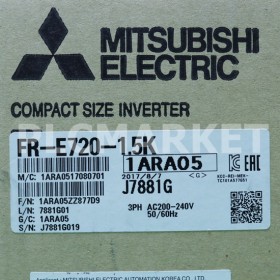 MITSUBISHI
ELECTRIC
COMPACT SIZE INVERTER
FR-E720-1.5K
1ARA05
M/C: 1ARA0517080701
2017/8/7 <G>
J7881G
F/N: 1ARA05ZZ877D9
L/N: 7881G01
G/C: 1ARA05
S/N: J7881G019
3PH AC200-240V
50/60Hz
EAC
PLCMARKET